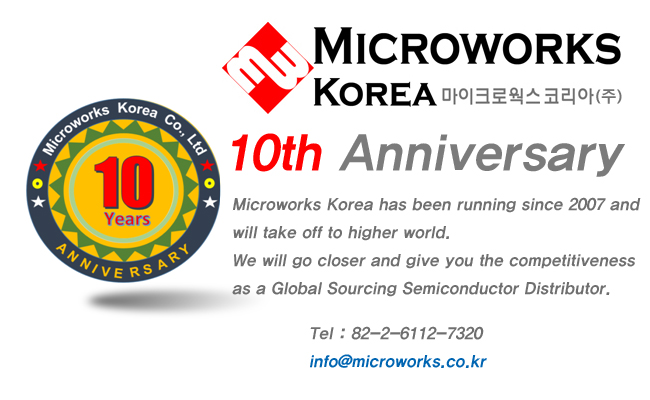 mw
MICROWORKS
KOREA 마이크로웍스코리아(주)
Microworks Korea Co., Ltd
10
Years
ANNIVERSARY
10th Anniversary
Microworks Korea has been running since 2007 and
will take off to higher world.
We will go closer and give you the competitiveness
as a Global Sourcing Semiconductor Distributor.
Tel : 82-2-6112-7320
info@microworks.co.kr